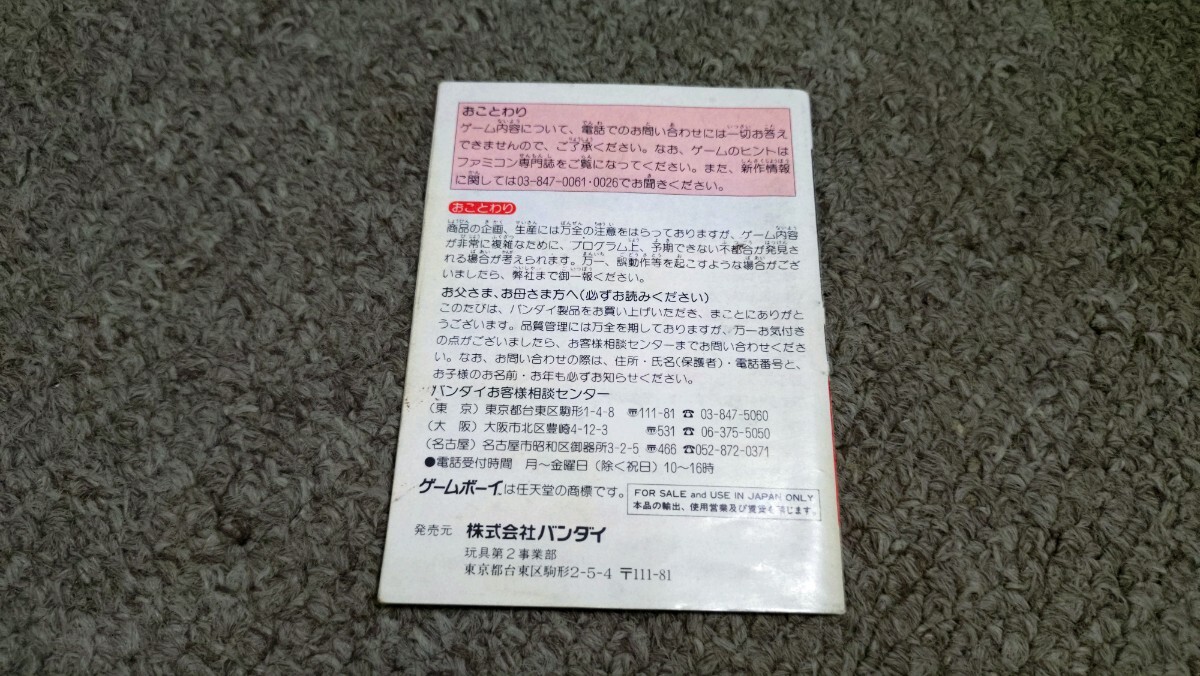 おことわり
ゲーム内容について、電話でのお問い合わせには一切お答え
できませんので、ご了承ください。なお、ゲームのヒントは
ファミコン専門誌をご覧になってください。また、新作情報
に関しては03-847-0061・0026でお聞きください。
おことわり
商品の企画、生産には万全の注意をはらっておりますが、ゲーム内容
が非常に複雑なために、プログラム上、予期できない不都合が発見さ
れる場合が考えられます。万一、誤動作等を起こすような場合がござ
いましたら、弊社まで御一報ください。
お父さま、お母さま方へ(必ずお読みください)
このたびは、バンダイ製品をお買い上げいただき、まことにありがと
うございます。品質管理には万全を期しておりますが、万一お気付き
の点がございましたら、お客様相談センターまでお問い合わせくださ
い。なお、お問い合わせの際は、住所・氏名(保護者)・電話番号と、
お子様のお名前・お年も必ずお知らせください。
バンダイお客様相談センター
(東 京) 東京都台東区駒形1-4-8 〠111-81 ☎ 03-847-5060
(大 阪) 大阪市北区豊崎4-12-3 〠531 ☎ 06-375-5050
(名古屋) 名古屋市昭和区御器所3-2-5 〠466 ☎052-872-0371
●電話受付時間 月〜金曜日(除く祝日)10〜16時
ゲームボーイは任天堂の商標です。
FOR SALE and USE IN JAPAN ONLY
本品の輸出、使用営業及び賃貸を禁じます。
発売元 株式会社バンダイ
玩具第2事業部
東京都台東区駒形2-5-4 〒111-81